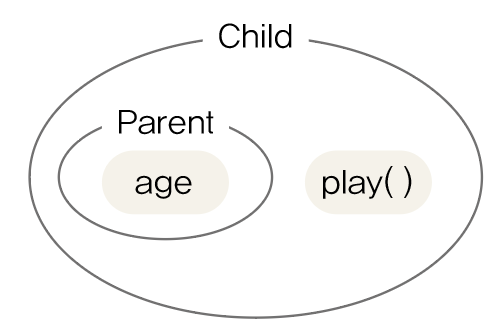 Child
Parent
age
play( )